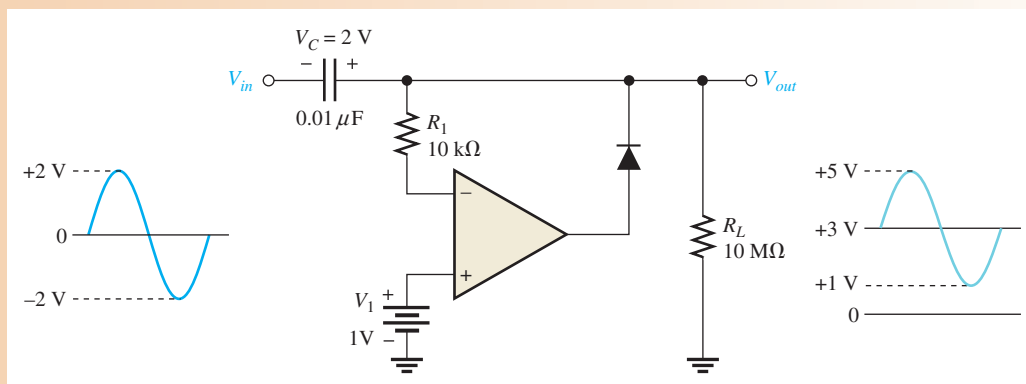 V_C = 2 V
− +
V_in
V_out
0.01 μF
R_1
10 kΩ
+2 V
0
−2 V
−
+
V_1
+
1V
−
R_L
10 MΩ
+5 V
+3 V
+1 V
0